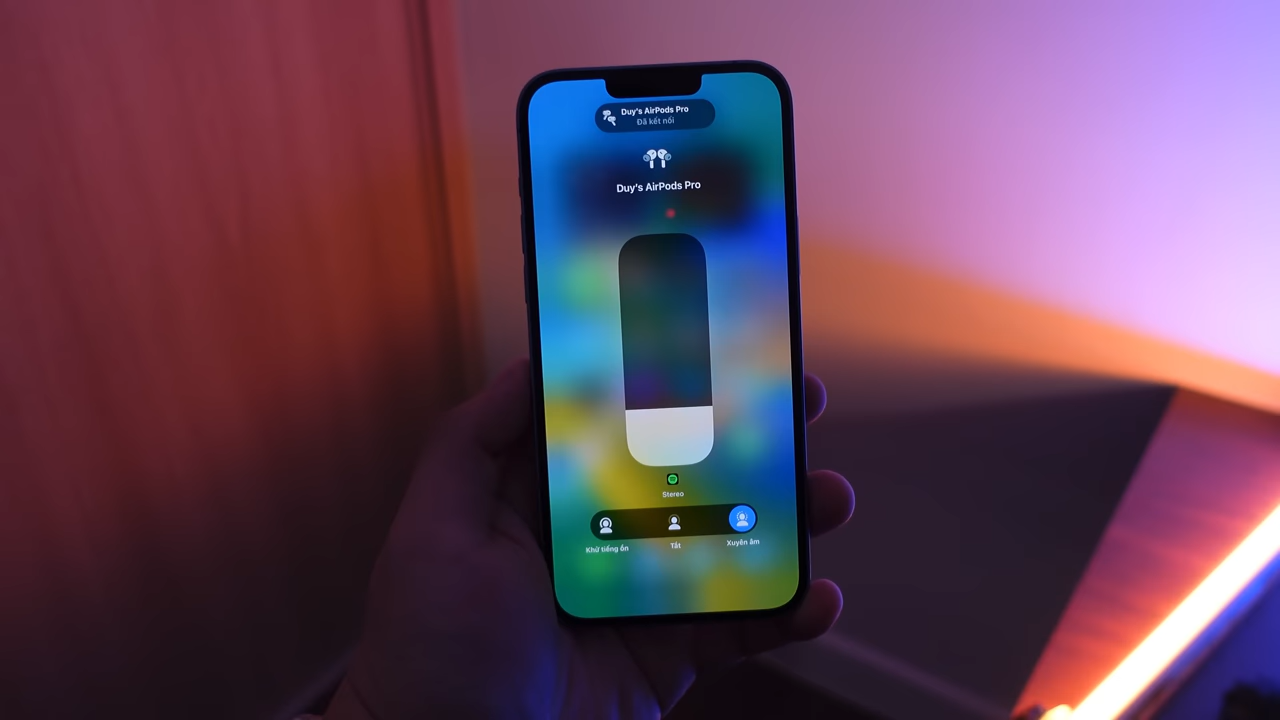 Duy's AirPods Pro
Đã kết nối
Duy's AirPods Pro
Stereo
Khử tiếng ồn
Tắt
Xuyên âm